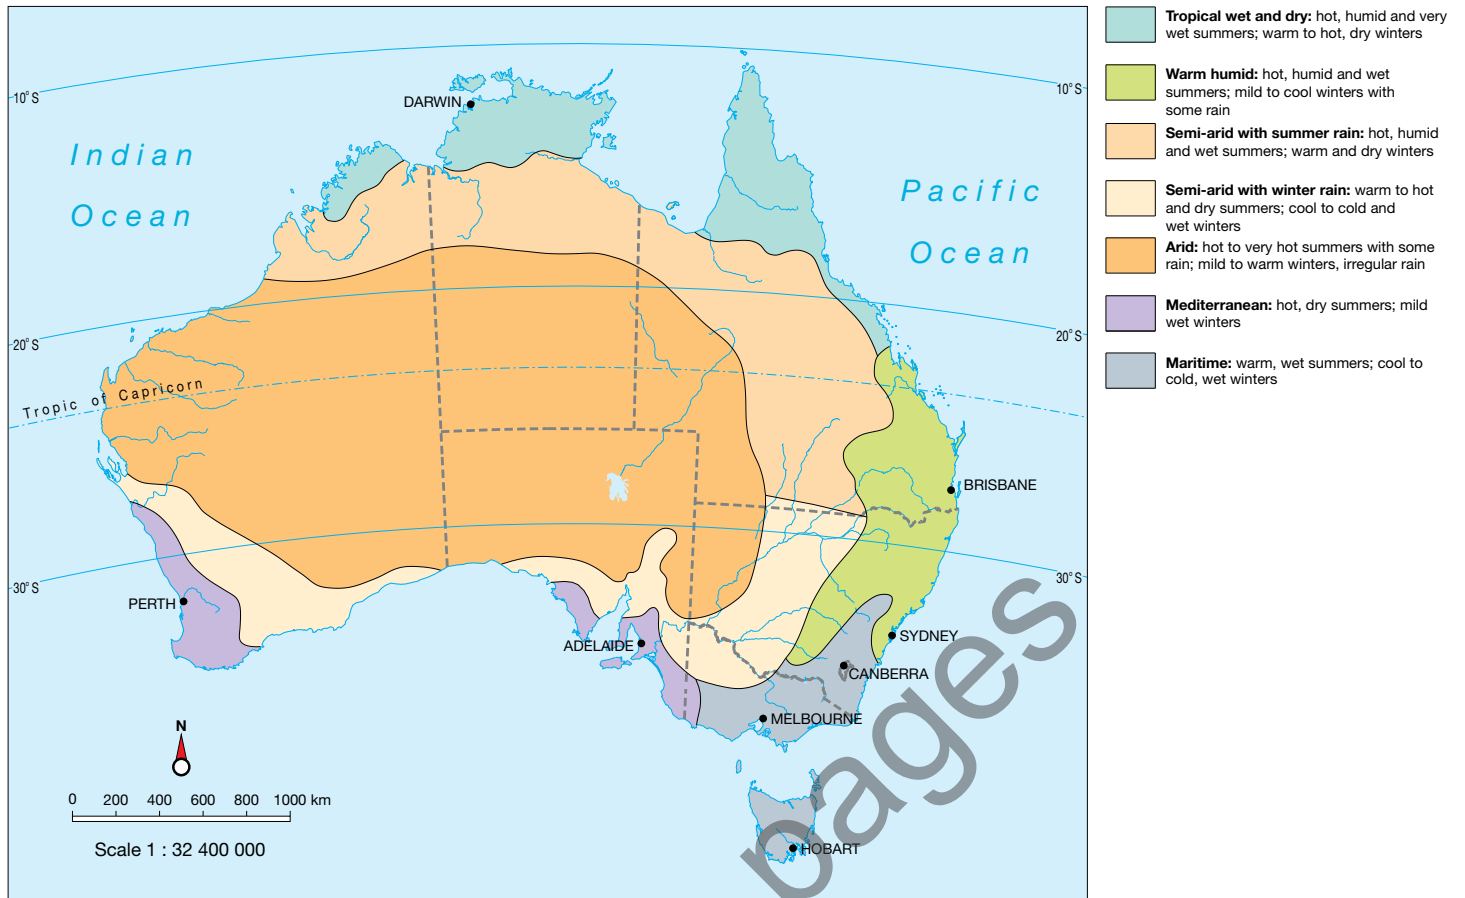 10° S
10° S
DARWIN
Indian
Ocean
Pacific
Ocean
20° S
20° S
Tropic of Capricorn
BRISBANE
30° S
30° S
PERTH
ADELAIDE
SYDNEY
CANBERRA
MELBOURNE
HOBART
N
0 200 400 600 800 1000 km
Scale 1 : 32 400 000
pages
Tropical wet and dry: hot, humid and very
wet summers; warm to hot, dry winters
Warm humid: hot, humid and wet
summers; mild to cool winters with
some rain
Semi-arid with summer rain: hot, humid
and wet summers; warm and dry winters
Semi-arid with winter rain: warm to hot
and dry summers; cool to cold and
wet winters
Arid: hot to very hot summers with some
rain; mild to warm winters, irregular rain
Mediterranean: hot, dry summers; mild
wet winters
Maritime: warm, wet summers; cool to
cold, wet winters